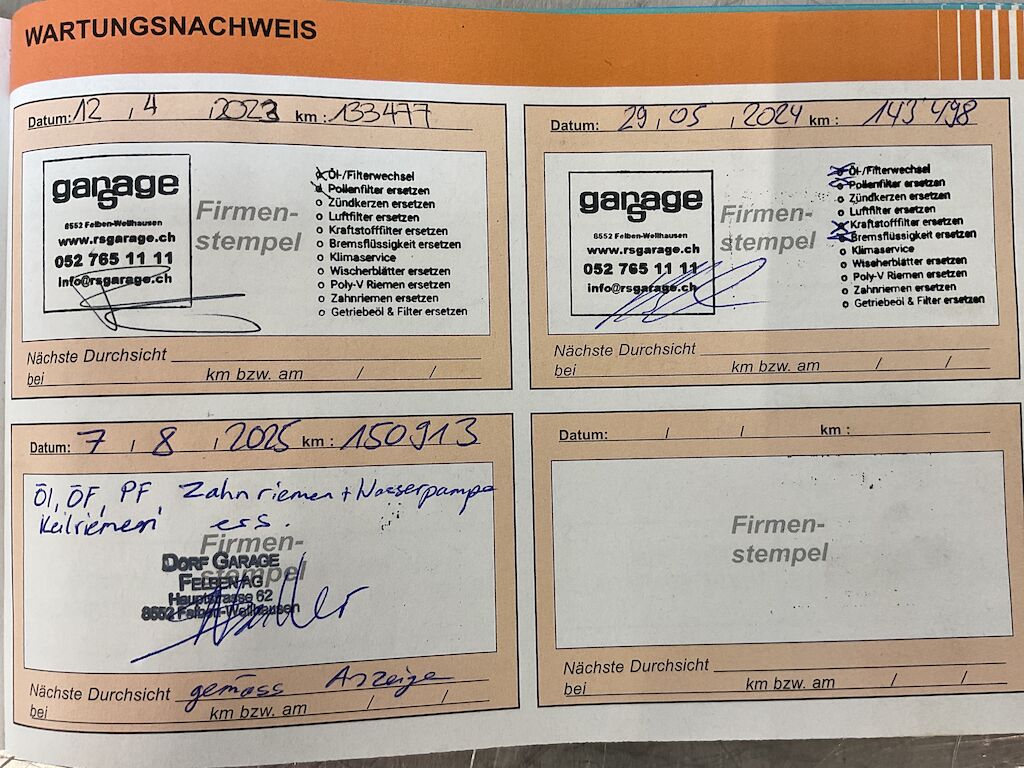 WARTUNGSNACHWEIS
Datum: 12 , 4 , 2023 km : 133477
garage
8552 Felben-Wellhausen
www.rsgarage.ch
052 765 11 11
info@rsgarage.ch
Firmen-
stempel
Öl-/Filterwechsel
Pollenfilter ersetzen
o Zündkerzen ersetzen
o Luftfilter ersetzen
o Kraftstofffilter ersetzen
o Bremsflüssigkeit ersetzen
o Klimaservice
o Wischerblätter ersetzen
o Poly-V Riemen ersetzen
o Zahnriemen ersetzen
o Getriebeöl & Filter ersetzen
Nächste Durchsicht
bei km bzw. am / /
Datum: 29 , 05 , 2024 km : 143'498
garage
8552 Felben-Wellhausen
www.rsgarage.ch
052 765 11 11
info@rsgarage.ch
Firmen-
stempel
Öl-/Filterwechsel
o Pollenfilter ersetzen
o Zündkerzen ersetzen
o Luftfilter ersetzen
Kraftstofffilter ersetzen
Bremsflüssigkeit ersetzen
o Klimaservice
o Wischerblätter ersetzen
o Poly-V Riemen ersetzen
o Zahnriemen ersetzen
o Getriebeöl & Filter ersetzen
Nächste Durchsicht
bei km bzw. am / /
Datum: 7 , 8 , 2025 km : 150913
Öl, ÖF, PF Zahnriemen + Wasserpumpe
Keilriemen ers.
Firmen-
stempel
DORF GARAGE
FELBEN AG
Hauptstrasse 62
8552 Felben-Wellhausen
Nächste Durchsicht gemäss Anzeige
bei km bzw. am / /
Datum: / / km :
Firmen-
stempel
Nächste Durchsicht
bei km bzw. am / /